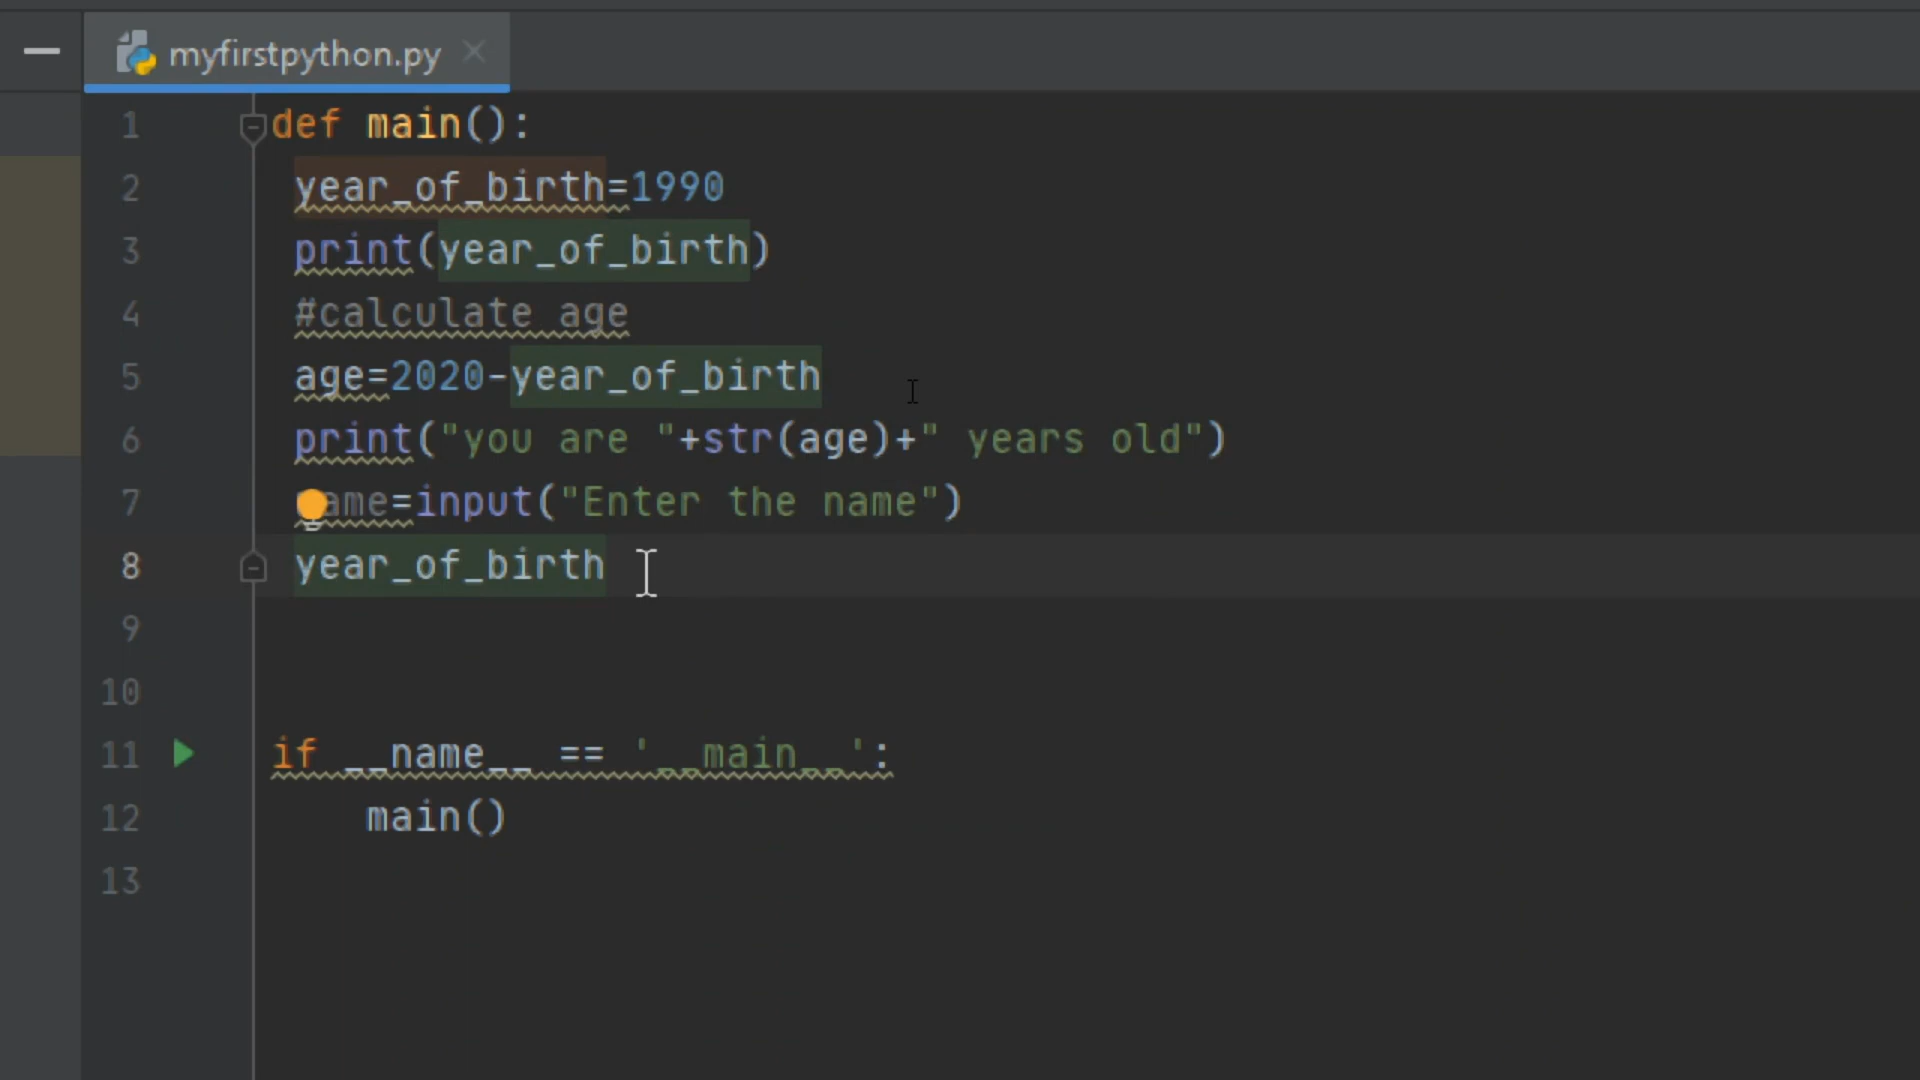 myfirstpython.py
1 def main():
2 year_of_birth=1990
3 print(year_of_birth)
4 #calculate age
5 age=2020-year_of_birth
6 print("you are "+str(age)+" years old")
7 ame=input("Enter the name")
8 year_of_birth
9
10
11 if __name__ == '__main__':
12 main()
13